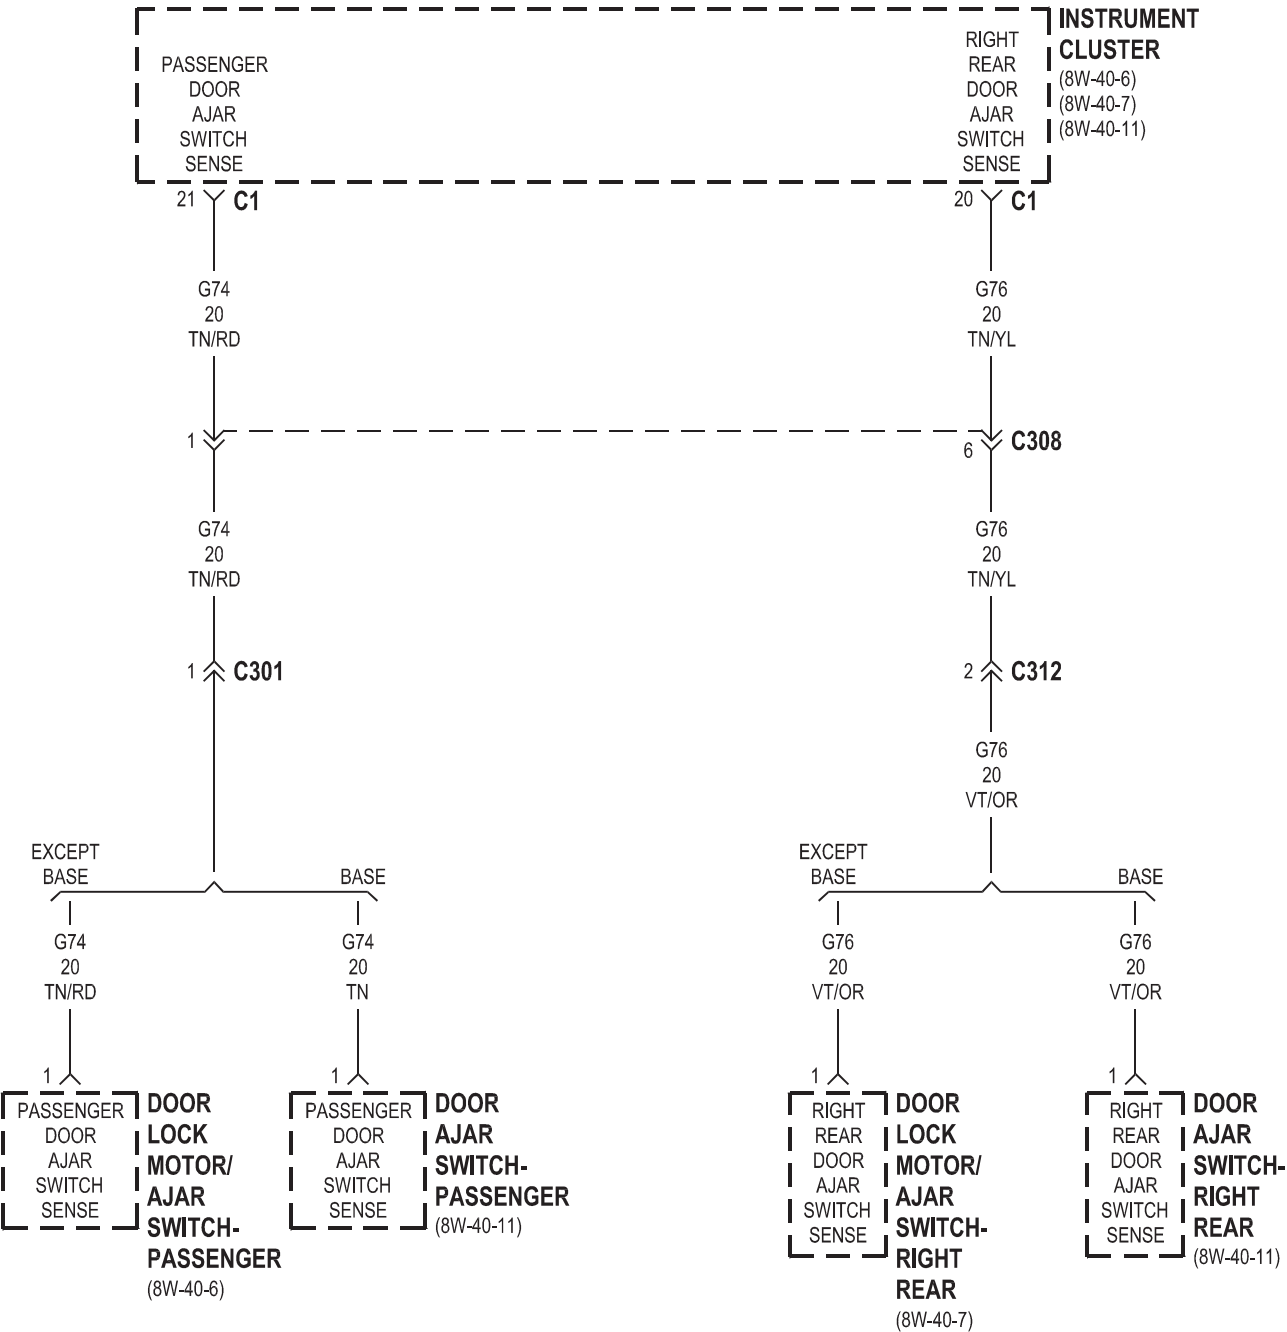 INSTRUMENT
CLUSTER
(8W-40-6)
(8W-40-7)
(8W-40-11)
PASSENGER
DOOR
AJAR
SWITCH
SENSE
RIGHT
REAR
DOOR
AJAR
SWITCH
SENSE
21 C1
20 C1
G74
20
TN/RD
G76
20
TN/YL
1
6 C308
G74
20
TN/RD
G76
20
TN/YL
1 C301
2 C312
G76
20
VT/OR
EXCEPT
BASE
BASE
EXCEPT
BASE
BASE
G74
20
TN/RD
G74
20
TN
G76
20
VT/OR
G76
20
VT/OR
1
PASSENGER
DOOR
AJAR
SWITCH
SENSE
DOOR
LOCK
MOTOR/
AJAR
SWITCH-
PASSENGER
(8W-40-6)
1
PASSENGER
DOOR
AJAR
SWITCH
SENSE
DOOR
AJAR
SWITCH-
PASSENGER
(8W-40-11)
1
RIGHT
REAR
DOOR
AJAR
SWITCH
SENSE
DOOR
LOCK
MOTOR/
AJAR
SWITCH-
RIGHT
REAR
(8W-40-7)
1
RIGHT
REAR
DOOR
AJAR
SWITCH
SENSE
DOOR
AJAR
SWITCH-
RIGHT
REAR
(8W-40-11)